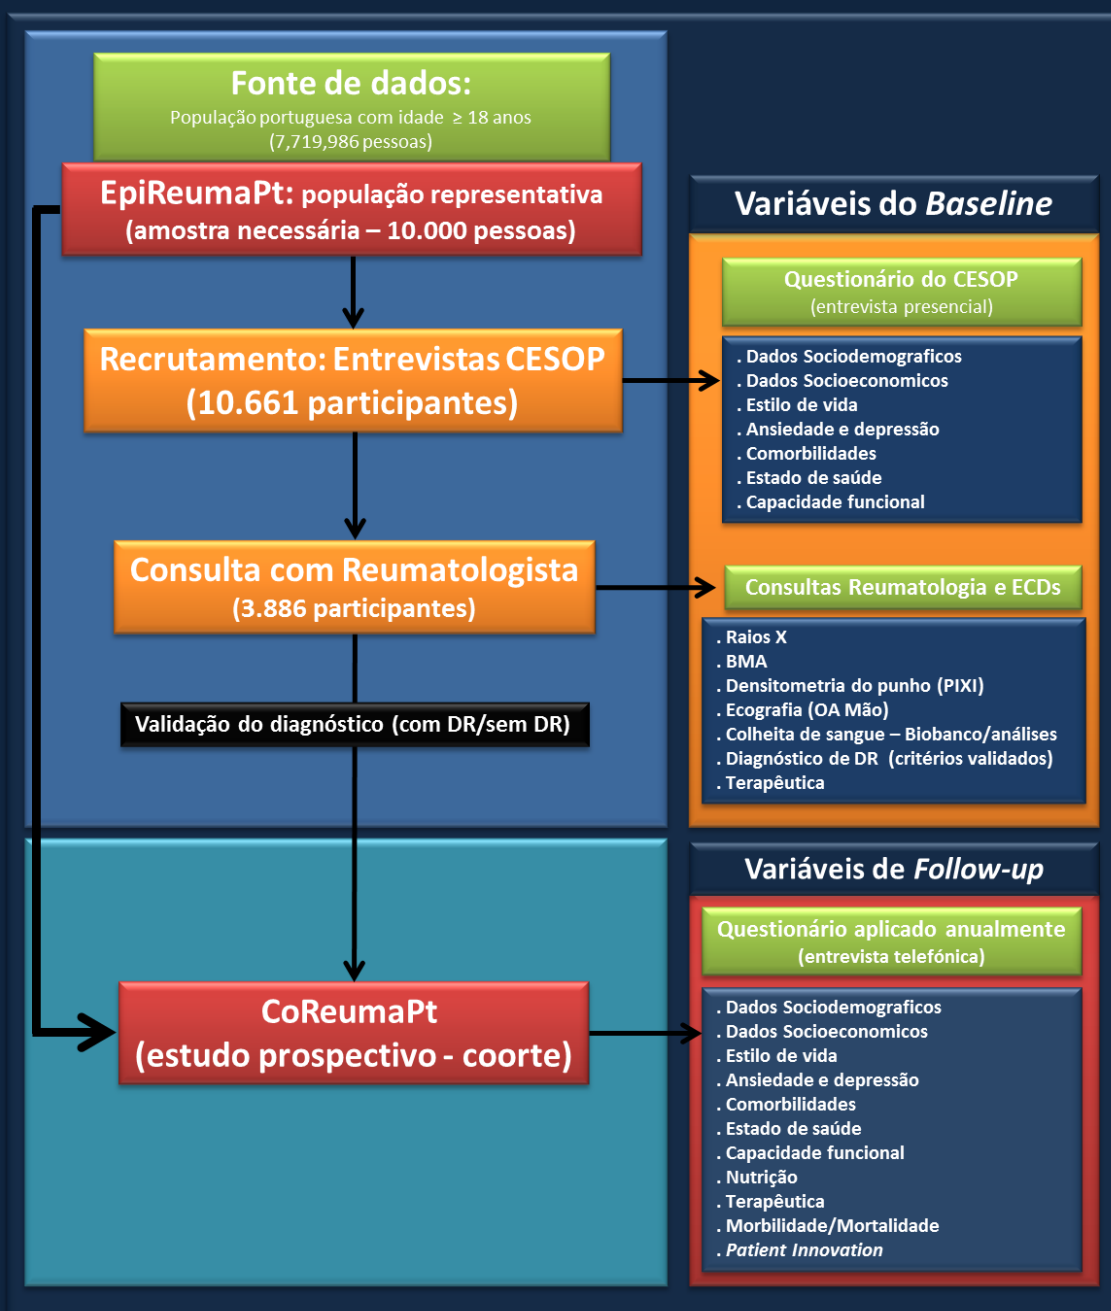 Fonte de dados:
População portuguesa com idade ≥ 18 anos
(7,719,986 pessoas)
EpiReumaPt: população representativa
(amostra necessária – 10.000 pessoas)
Recrutamento: Entrevistas CESOP
(10.661 participantes)
Consulta com Reumatologista
(3.886 participantes)
Validação do diagnóstico (com DR/sem DR)
CoReumaPt
(estudo prospectivo - coorte)
Variáveis do Baseline
Questionário do CESOP
(entrevista presencial)
. Dados Sociodemograficos
. Dados Socioeconomicos
. Estilo de vida
. Ansiedade e depressão
. Comorbilidades
. Estado de saúde
. Capacidade funcional
Consultas Reumatologia e ECDs
. Raios X
. BMA
. Densitometria do punho (PIXI)
. Ecografia (OA Mão)
. Colheita de sangue – Biobanco/análises
. Diagnóstico de DR (critérios validados)
. Terapêutica
Variáveis de Follow-up
Questionário aplicado anualmente
(entrevista telefónica)
. Dados Sociodemograficos
. Dados Socioeconomicos
. Estilo de vida
. Ansiedade e depressão
. Comorbilidades
. Estado de saúde
. Capacidade funcional
. Nutrição
. Terapêutica
. Morbilidade/Mortalidade
. Patient Innovation